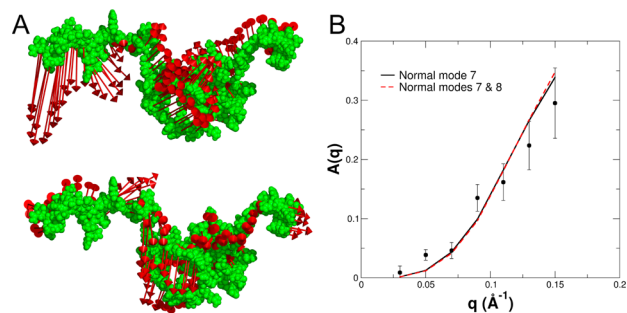 A
B
0.4
Normal mode 7
Normal modes 7 & 8
0.3
A(q)
0.2
0.1
0
0
0.05
0.1
0.15
0.2
q (Å⁻¹)